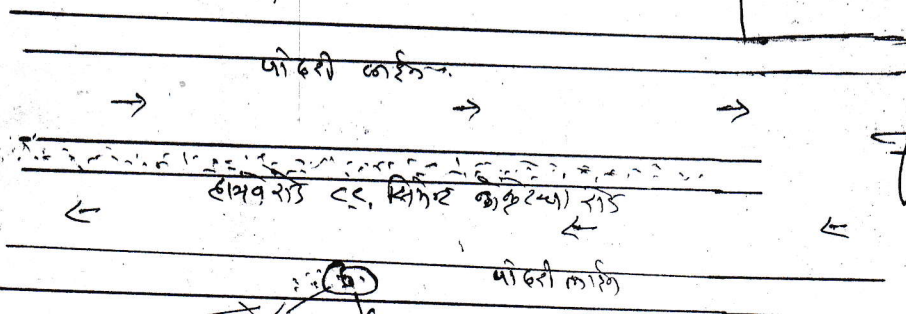 पांढरी लाईन
हायवे रोड ८८, सिमेंट काँक्रेटचा रोड
पांढरी लाईन